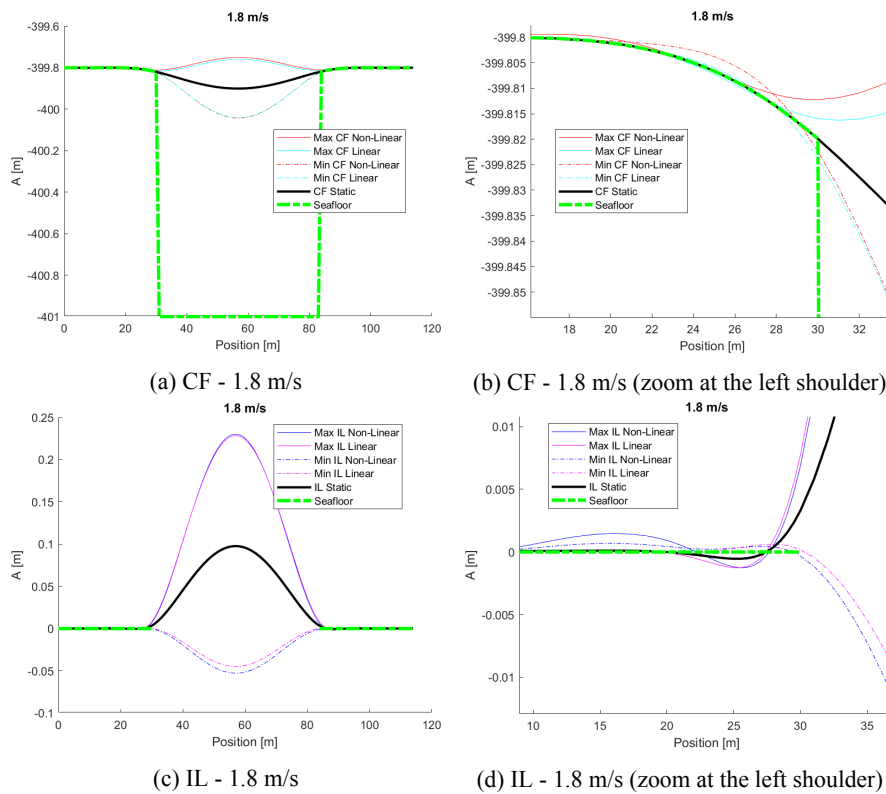 1.8 m/s
-399.6
-399.8
-400
-400.2
-400.4
-400.6
-400.8
-401
A [m]
0 20 40 60 80 100 120
Position [m]
Max CF Non-Linear
Max CF Linear
Min CF Non-Linear
Min CF Linear
CF Static
Seafloor
(a) CF - 1.8 m/s
1.8 m/s
-399.8
-399.805
-399.81
-399.815
-399.82
-399.825
-399.83
-399.835
-399.84
-399.845
-399.85
A [m]
18 20 22 24 26 28 30 32
Position [m]
Max CF Non-Linear
Max CF Linear
Min CF Non-Linear
Min CF Linear
CF Static
Seafloor
(b) CF - 1.8 m/s (zoom at the left shoulder)
1.8 m/s
0.25
0.2
0.15
0.1
0.05
0
-0.05
-0.1
A [m]
0 20 40 60 80 100 120
Position [m]
Max IL Non-Linear
Max IL Linear
Min IL Non-Linear
Min IL Linear
IL Static
Seafloor
(c) IL - 1.8 m/s
1.8 m/s
0.01
0.005
0
-0.005
-0.01
A [m]
10 15 20 25 30 35
Position [m]
Max IL Non-Linear
Max IL Linear
Min IL Non-Linear
Min IL Linear
IL Static
Seafloor
(d) IL - 1.8 m/s (zoom at the left shoulder)